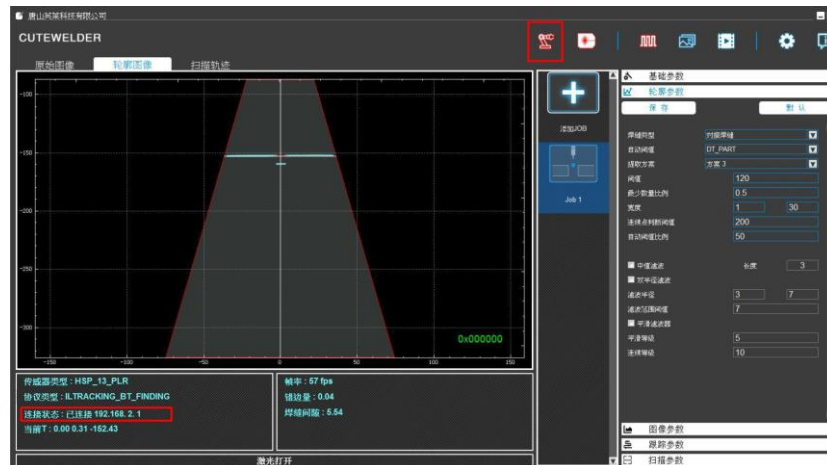 唐山英莱科技有限公司
CUTEWELDER
原始图像 轮廓图像 扫描轨迹
-100
-150
-200
-250
-300
-150 -100 -50 0 50 100 150
0x000000
传感器类型 : HSP_13_PLR
协议类型 : ILTRACKING_BT_FINDING
连接状态 : 已连接 192.168. 2. 1
当前T : 0.00 0.31 -152.43
帧率 : 57 fps
错边量 : 0.04
焊缝间隙 : 5.54
激光打开
添加JOB
Job 1
基础参数
轮廓参数
保 存 默 认
焊缝类型 对接焊缝
自动阈值 DT_PART
提取方案 方案 3
阈值 120
最少数量比例 0.5
宽度 1 30
连续点判断阈值 200
自动阈值比例 50
中值滤波 长度 3
双半径滤波
滤波半径 3 7
滤波范围阈值 7
平滑滤波器
平滑等级 5
连续等级 10
图像参数
跟踪参数
扫描参数